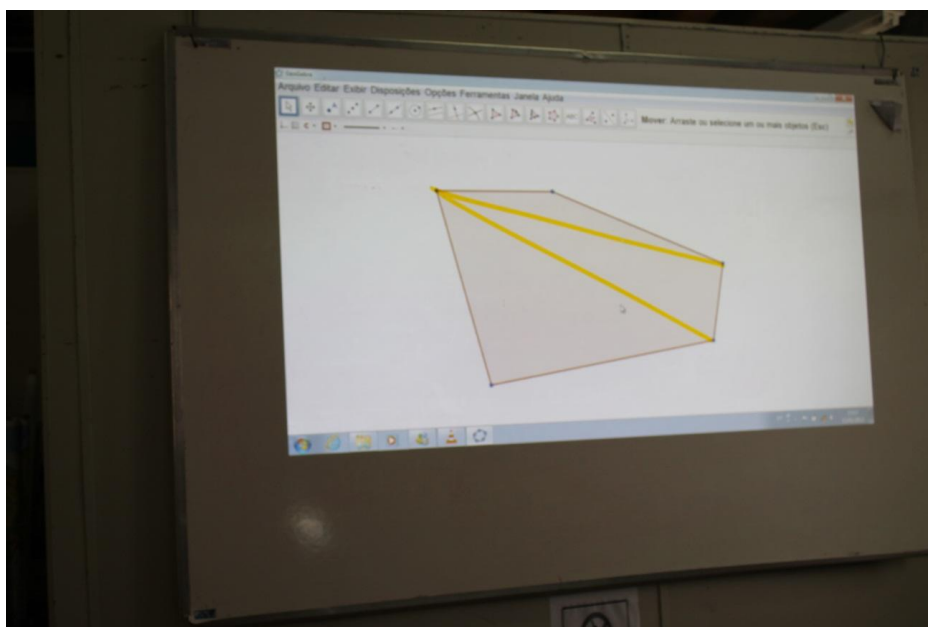 GeoGebra
Arquivo Editar Exibir Disposições Opções Ferramentas Janela Ajuda
Mover: Arraste ou selecione um ou mais objetos (Esc)